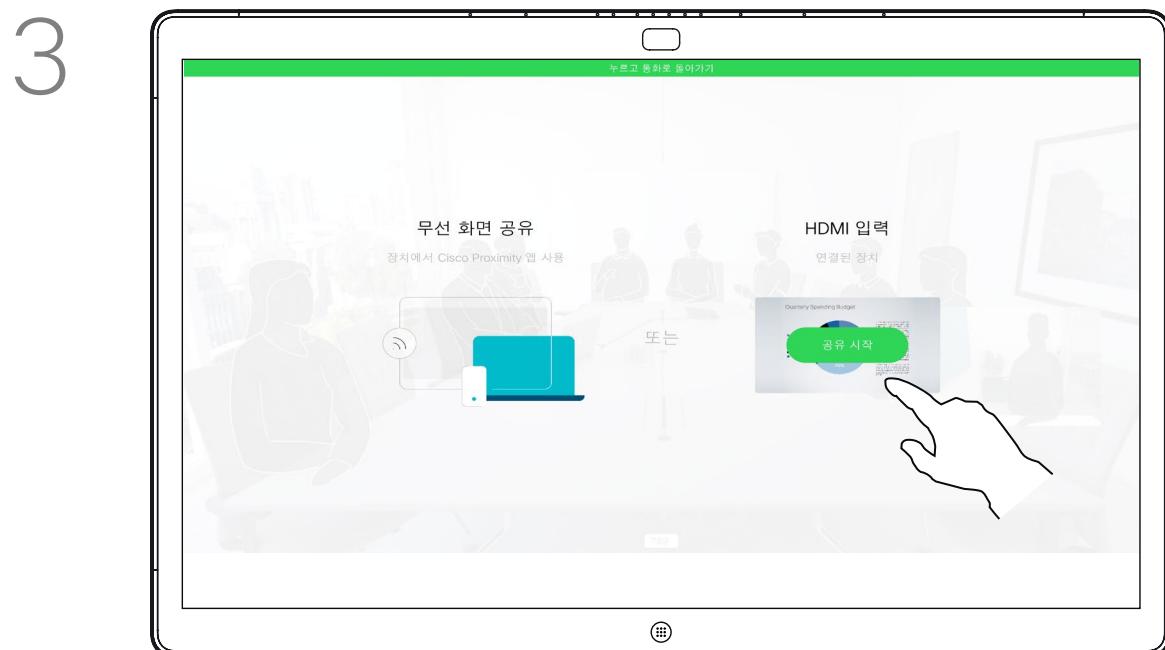 3
누르고 통화로 돌아가기
무선 화면 공유
장치에서 Cisco Proximity 앱 사용
또는
HDMI 입력
연결된 장치
Quarterly Spending Budget
공유 시작